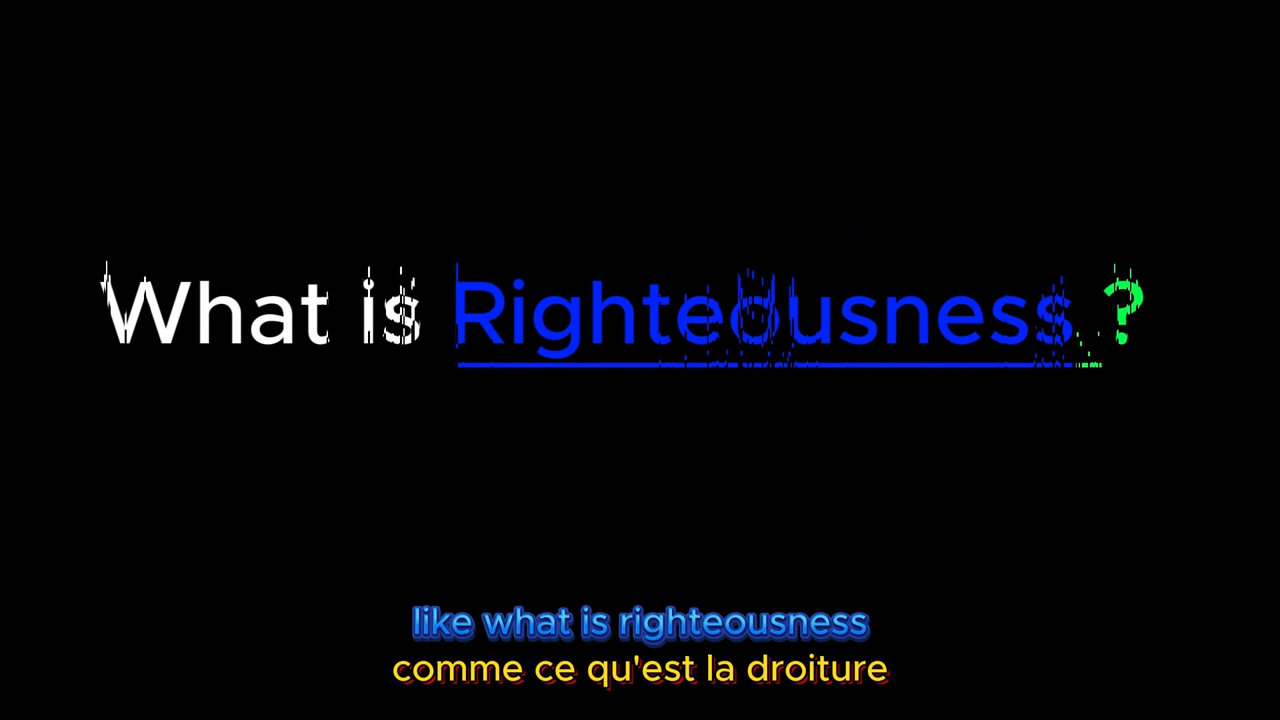 What is Righteousness ?
like what is righteousness
comme ce qu'est la droiture